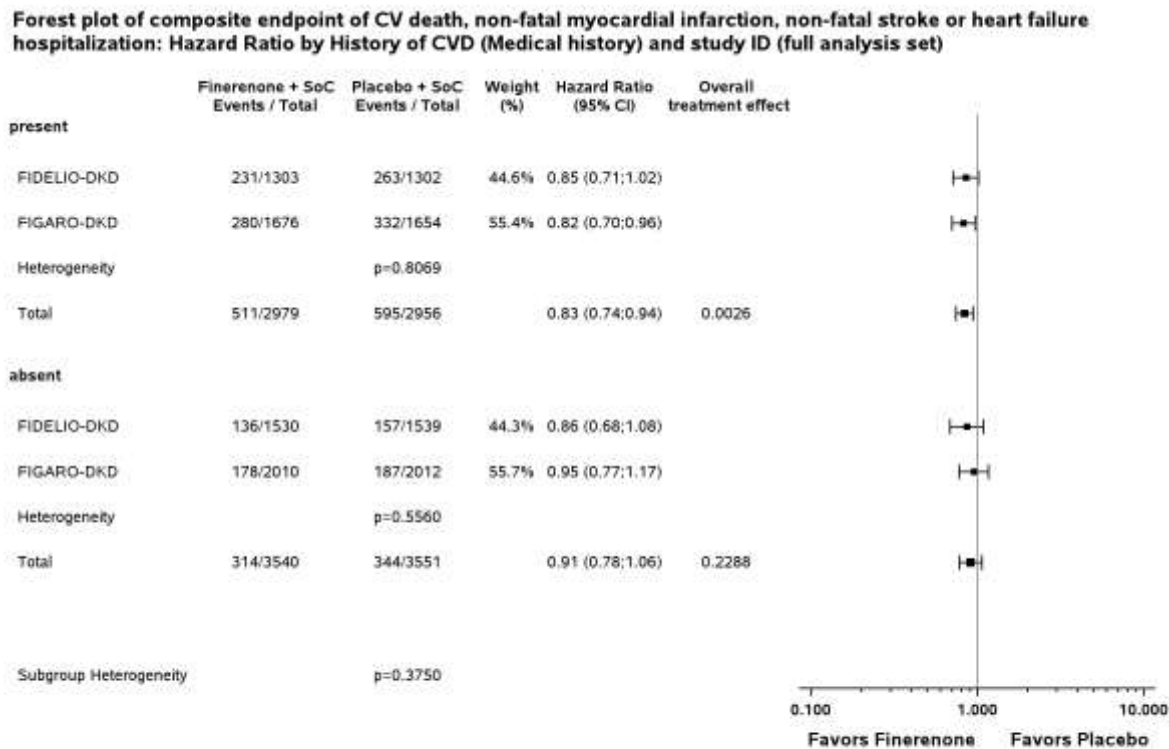 Forest plot of composite endpoint of CV death, non-fatal myocardial infarction, non-fatal stroke or heart failure
hospitalization: Hazard Ratio by History of CVD (Medical history) and study ID (full analysis set)
Finerenone + SoC Placebo + SoC Weight Hazard Ratio Overall
Events / Total Events / Total (%) (95% CI) treatment effect
present
FIDELIO-DKD 231/1303 263/1302 44.6% 0.85 (0.71;1.02)
FIGARO-DKD 280/1676 332/1654 55.4% 0.82 (0.70;0.96)
Heterogeneity p=0.8069
Total 511/2979 595/2956 0.83 (0.74;0.94) 0.0026
absent
FIDELIO-DKD 136/1530 157/1539 44.3% 0.86 (0.68;1.08)
FIGARO-DKD 178/2010 187/2012 55.7% 0.95 (0.77;1.17)
Heterogeneity p=0.5560
Total 314/3540 344/3551 0.91 (0.78;1.06) 0.2288
Subgroup Heterogeneity p=0.3750
0.100 1.000 10.000
Favors Finerenone Favors Placebo